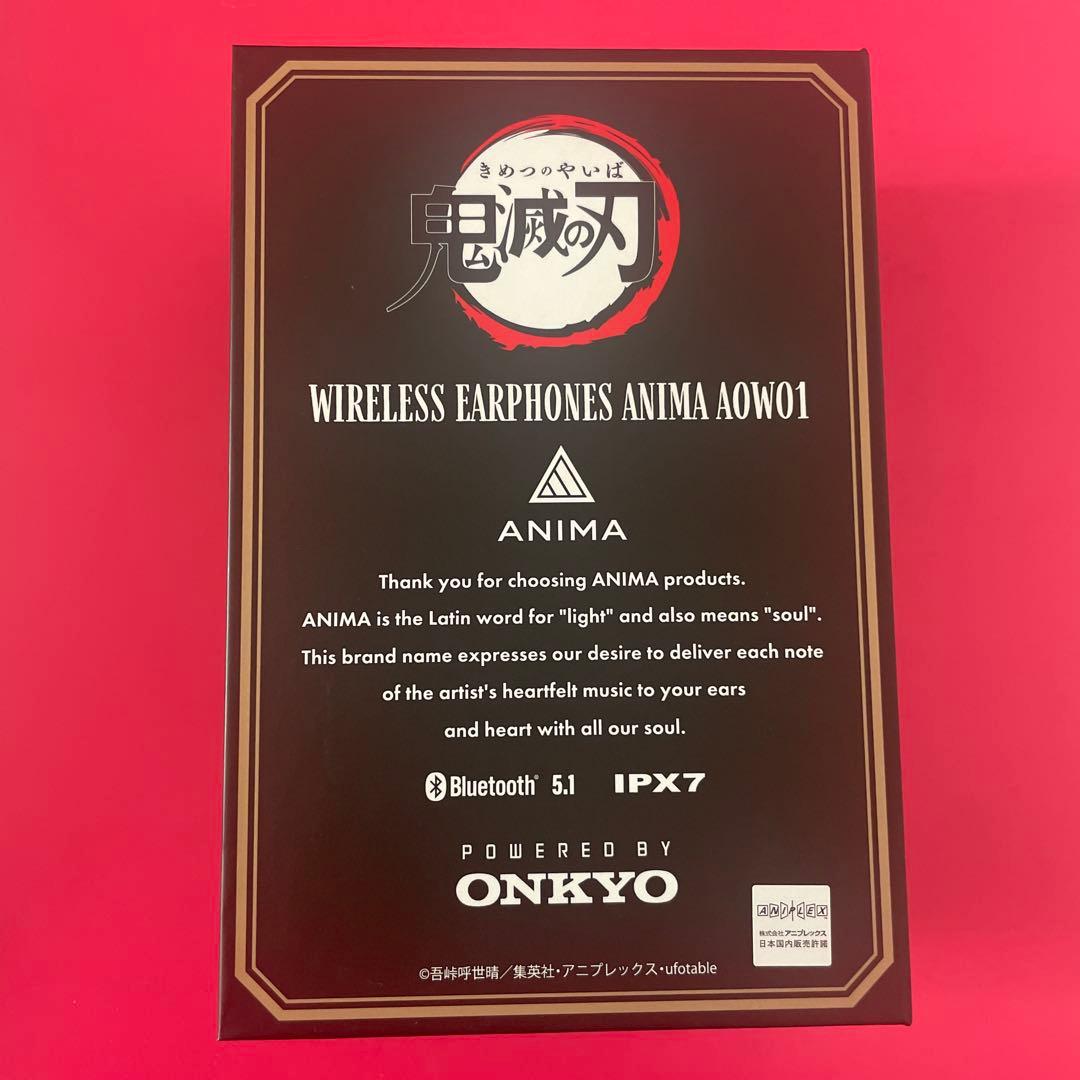 きめつのやいば
鬼滅の刃
WIRELESS EARPHONES ANIMA AOW01
ANIMA
Thank you for choosing ANIMA products.
ANIMA is the Latin word for "light" and also means "soul".
This brand name expresses our desire to deliver each note
of the artist's heartfelt music to your ears
and heart with all our soul.
Bluetooth® 5.1 IPX7
POWERED BY
ONKYO
ANIPLEX
株式会社アニプレックス
日本国内販売許諾
©吾峠呼世晴／集英社・アニプレックス・ufotable